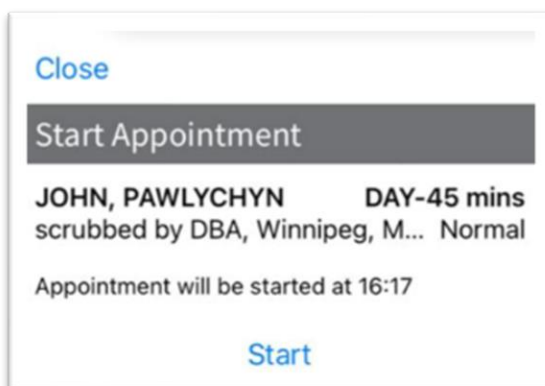 Close
Start Appointment
JOHN, PAWLYCHYN DAY-45 mins
scrubbed by DBA, Winnipeg, M... Normal
Appointment will be started at 16:17
Start